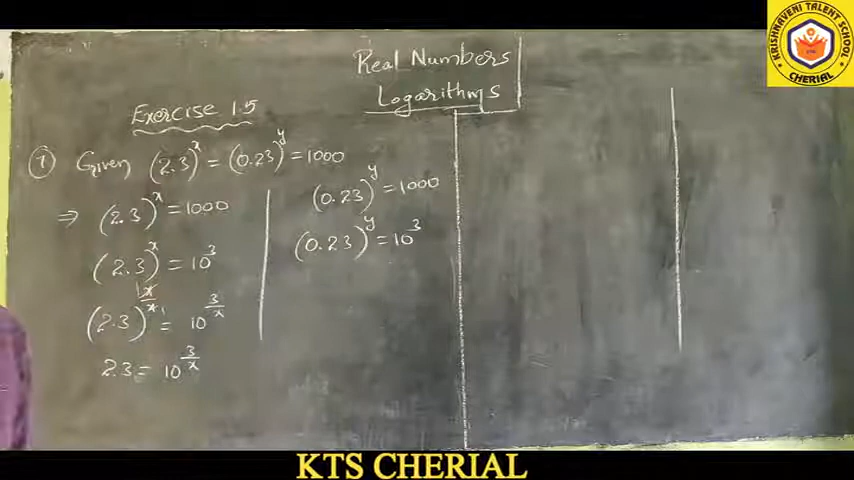 KRISHNAVENI TALENT SCHOOL
CHERIAL
Real Numbers
Logarithms
Exercise 1.5
7 Given (2.3)^x = (0.23)^y = 1000
⇒ (2.3)^x = 1000
(2.3)^x = 10^3
(2.3)^{x/x} = 10^{3/x}
2.3 = 10^{3/x}
(0.23)^y = 1000
(0.23)^y = 10^3
KTS CHERIAL